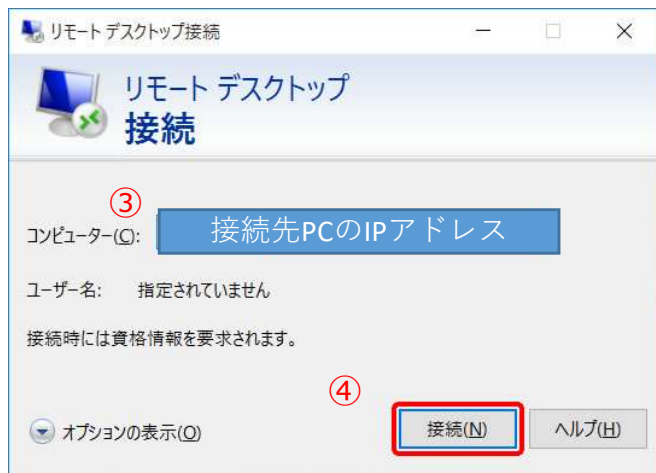 リモート デスクトップ接続
リモート デスクトップ
接続
③
コンピューター(C): 接続先PCのIPアドレス
ユーザー名: 指定されていません
接続時には資格情報を要求されます。
④
オプションの表示(O) 接続(N) ヘルプ(H)